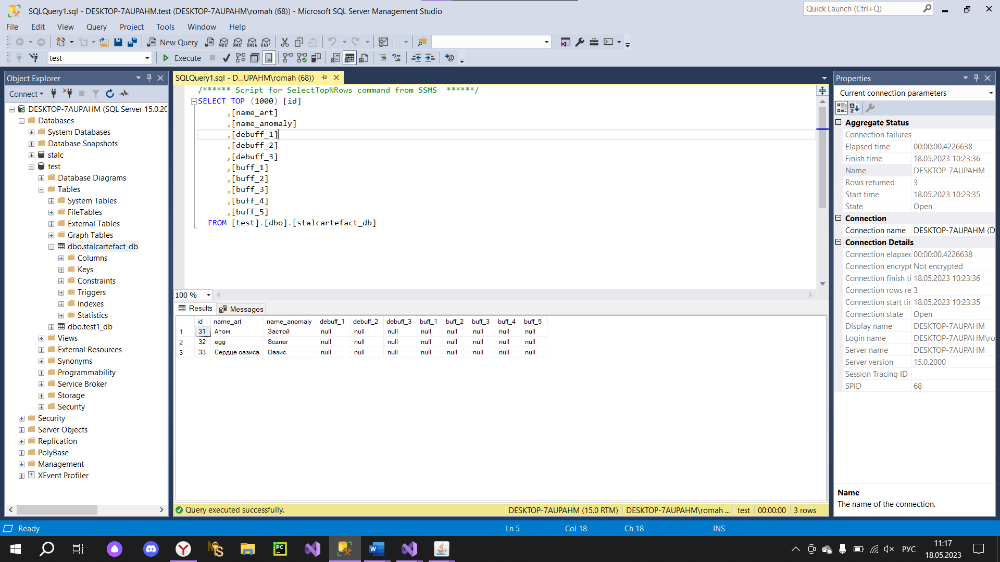 SQLQuery1.sql - DESKTOP-7AUPAHM.test (DESKTOP-7AUPAHM\romah (68)) - Microsoft SQL Server Management Studio
Quick Launch (Ctrl+Q)
File Edit View Query Project Tools Window Help
New Query MDX DMX XMLA DAX
test Execute
Object Explorer
Connect
DESKTOP-7AUPAHM (SQL Server 15.0.20
Databases
System Databases
Database Snapshots
stalc
test
Database Diagrams
Tables
System Tables
FileTables
External Tables
Graph Tables
dbo.stalcartefact_db
Columns
Keys
Constraints
Triggers
Indexes
Statistics
dbo.test1_db
Views
External Resources
Synonyms
Programmability
Service Broker
Storage
Security
Security
Server Objects
Replication
PolyBase
Management
XEvent Profiler
SQLQuery1.sql - D...UPAHM\romah (68))
/****** Script for SelectTopNRows command from SSMS  ******/
SELECT TOP (1000) [id]
,[name_art]
,[name_anomaly]
,[debuff_1]
,[debuff_2]
,[debuff_3]
,[buff_1]
,[buff_2]
,[buff_3]
,[buff_4]
,[buff_5]
FROM [test].[dbo].[stalcartefact_db]
100 %
Results Messages
id name_art name_anomaly debuff_1 debuff_2 debuff_3 buff_1 buff_2 buff_3 buff_4 buff_5
1 31 Атом Застой null null null null null null null null
2 32 egg Scaner null null null null null null null null
3 33 Сердце оазиса Оазис null null null null null null null null
Query executed successfully. DESKTOP-7AUPAHM (15.0 RTM) DESKTOP-7AUPAHM\romah ... test 00:00:00 3 rows
Properties
Current connection parameters
Aggregate Status
Connection failures
Elapsed time 00:00:00.4226638
Finish time 18.05.2023 10:23:36
Name DESKTOP-7AUPAHM
Rows returned 3
Start time 18.05.2023 10:23:35
State Open
Connection
Connection name DESKTOP-7AUPAHM (D
Connection Details
Connection elapsec 00:00:00.4226638
Connection encrypt Not encrypted
Connection finish ti 18.05.2023 10:23:36
Connection rows re 3
Connection start tir 18.05.2023 10:23:35
Connection state Open
Display name DESKTOP-7AUPAHM
Login name DESKTOP-7AUPAHM\ro
Server name DESKTOP-7AUPAHM
Server version 15.0.2000
Session Tracing ID
SPID 68
Name
The name of the connection.
Ready Ln 5 Col 18 Ch 18 INS
РУС
11:17
18.05.2023